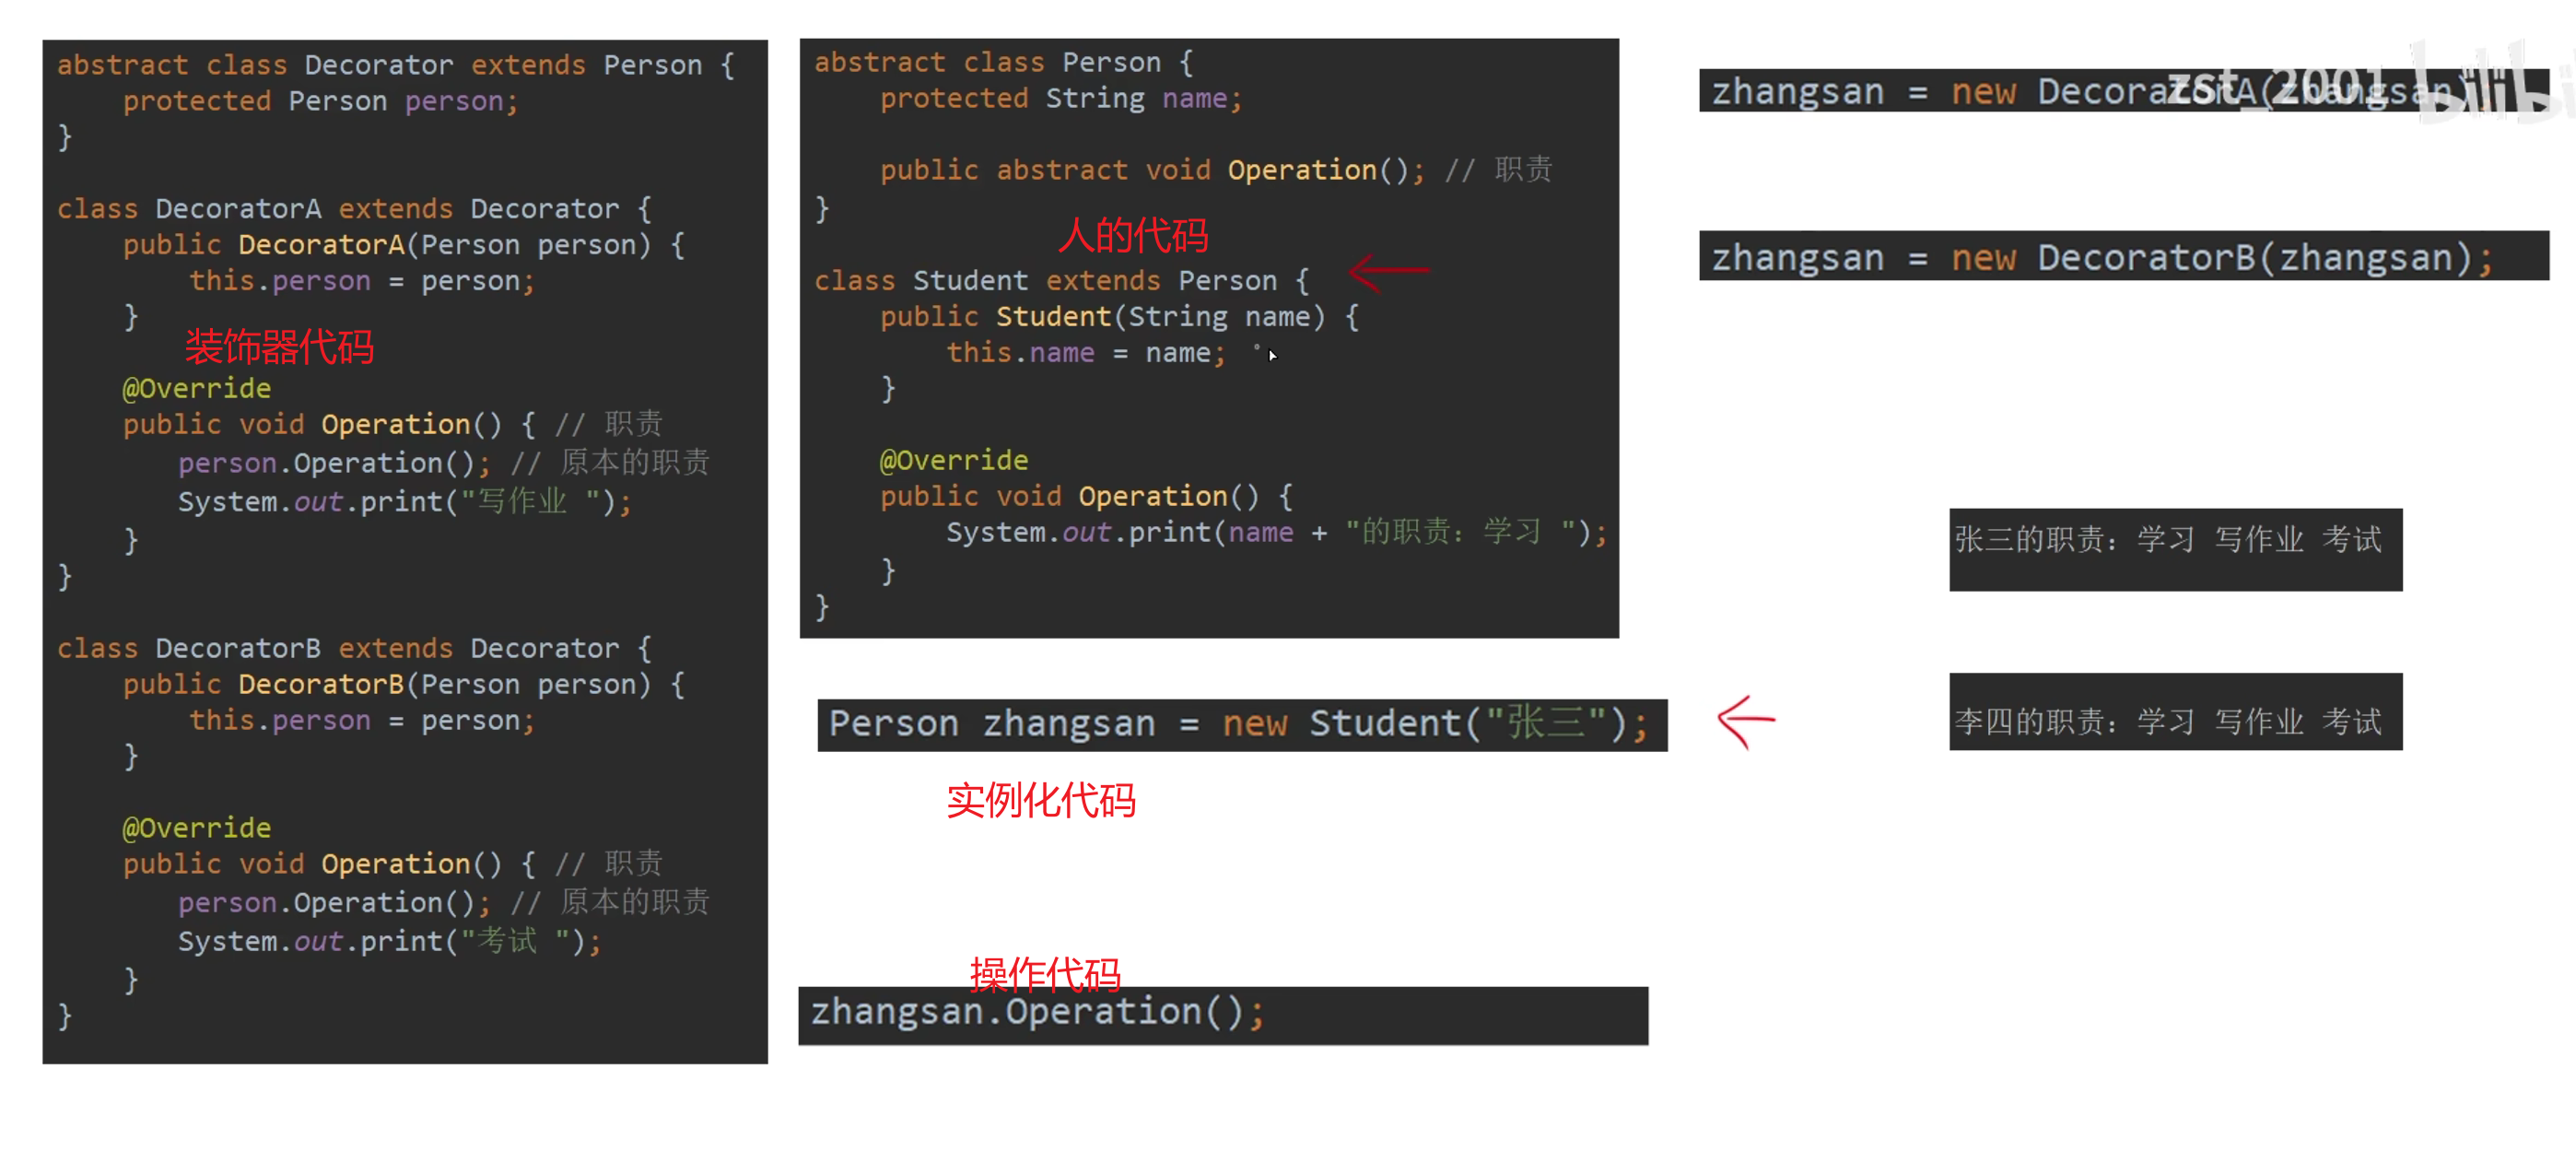 abstract class Decorator extends Person {
protected Person person;
}
class DecoratorA extends Decorator {
public DecoratorA(Person person) {
this.person = person;
}
装饰器代码
@Override
public void Operation() { // 职责
person.Operation(); // 原本的职责
System.out.print("写作业 ");
}
}
class DecoratorB extends Decorator {
public DecoratorB(Person person) {
this.person = person;
}
@Override
public void Operation() { // 职责
person.Operation(); // 原本的职责
System.out.print("考试 ");
}
}
abstract class Person {
protected String name;
public abstract void Operation(); // 职责
}
人的代码
class Student extends Person {
public Student(String name) {
this.name = name;
}
@Override
public void Operation() {
System.out.print(name + "的职责：学习 ");
}
}
Person zhangsan = new Student("张三");
实例化代码
操作代码
zhangsan.Operation();
zhangsan = new DecoratorA(zhangsan);
zst_2001
zhangsan = new DecoratorB(zhangsan);
张三的职责：学习 写作业 考试
李四的职责：学习 写作业 考试